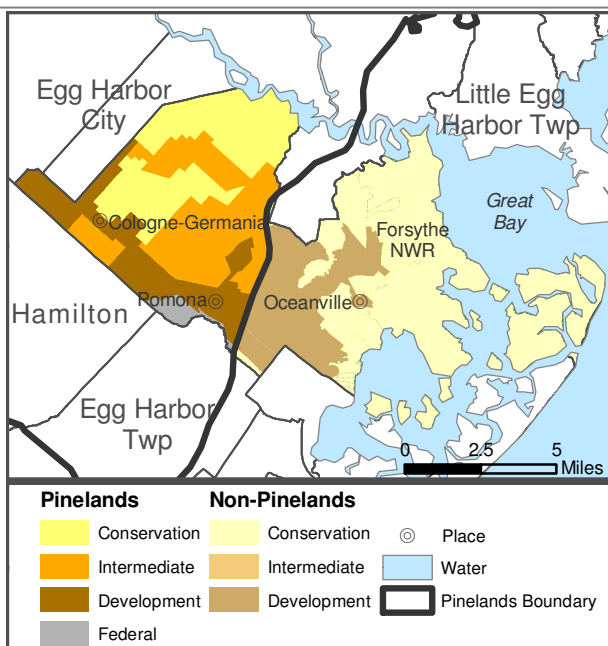 Egg Harbor
City
Little Egg
Harbor Twp
Great
Bay
Cologne-Germania
Forsythe
NWR
Pomona
Oceanville
Hamilton
Egg Harbor
Twp
0 2.5 5
Miles
Pinelands Non-Pinelands
Conservation Conservation Place
Intermediate Intermediate Water
Development Development Pinelands Boundary
Federal